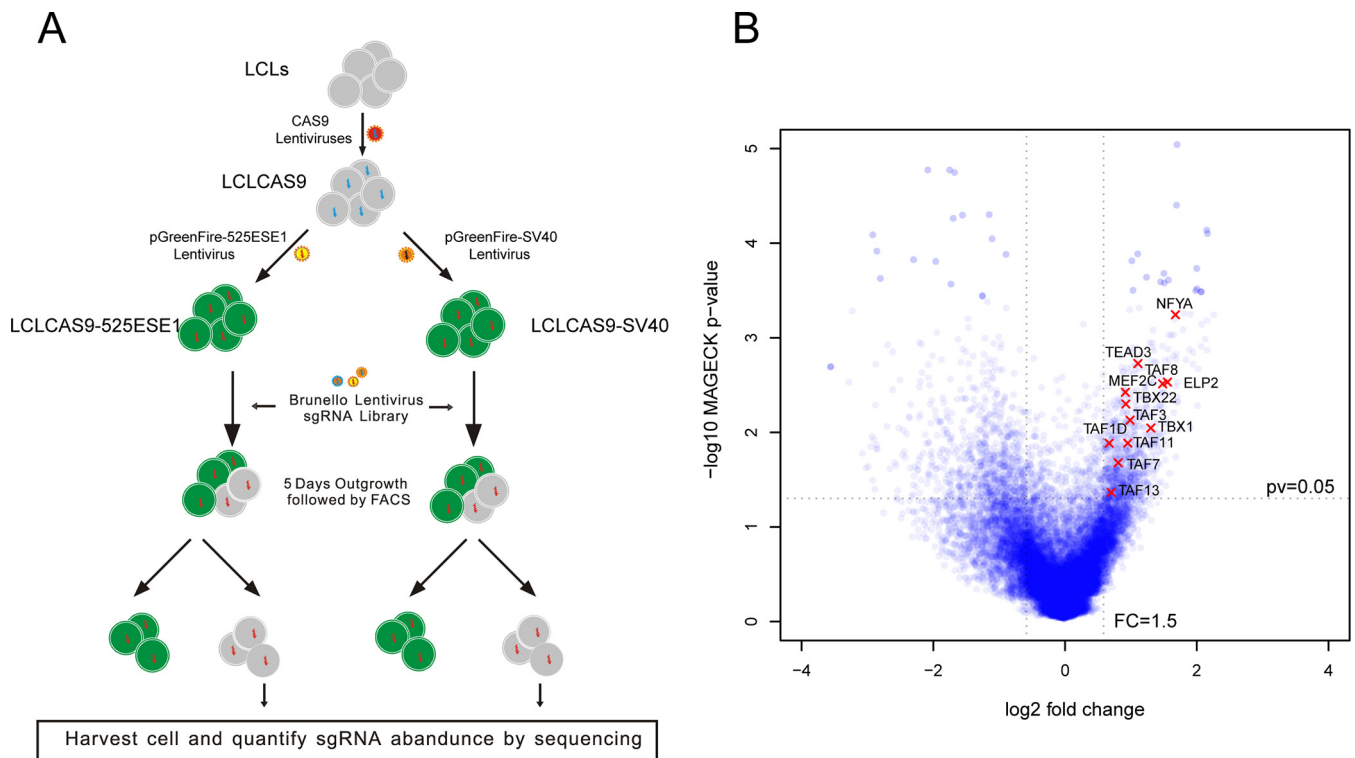 A
LCLs
CAS9
Lentiviruses
LCLCAS9
pGreenFire-525ESE1
Lentivirus
pGreenFire-SV40
Lentivirus
LCLCAS9-525ESE1
LCLCAS9-SV40
Brunello Lentivirus
sgRNA Library
5 Days Outgrowth
followed by FACS
Harvest cell and quantify sgRNA abandunce by sequencing
B
−log10 MAGECK p−value
5
4
3
2
1
0
NFYA
TEAD3
TAF8
MEF2C
ELP2
TBX22
TAF3
TAF1D
TBX1
TAF11
TAF7
TAF13
pv=0.05
FC=1.5
−4
−2
0
2
4
log2 fold change